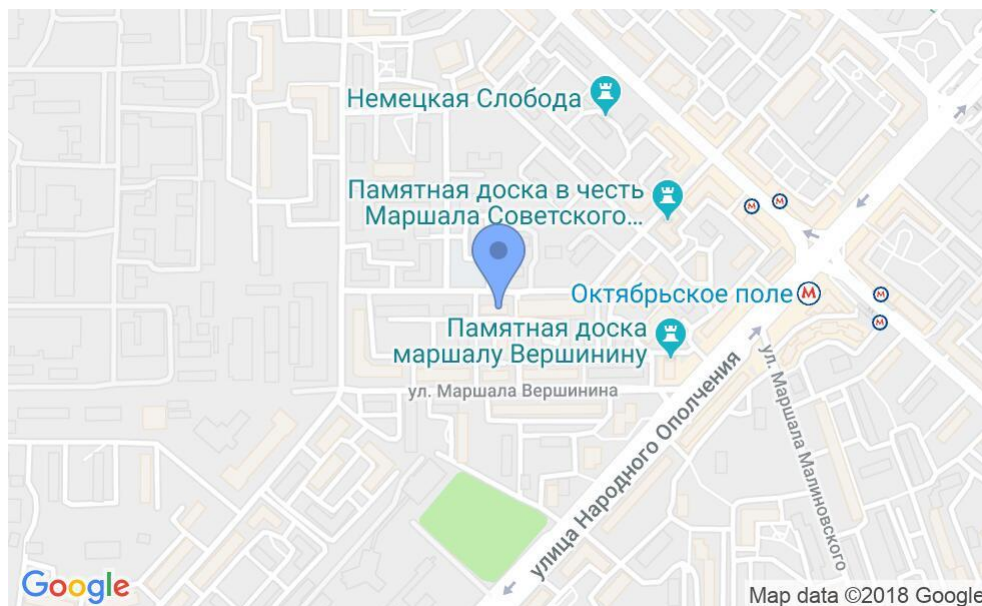 Немецкая Слобода
Памятная доска в честь
Маршала Советского...
M
M
Октябрьское поле
M
M
M
Памятная доска
маршалу Вершинину
ул. Маршала Вершинина
улица Народного Ополчения
ул. Маршала Малиновского
Google
Map data ©2018 Google